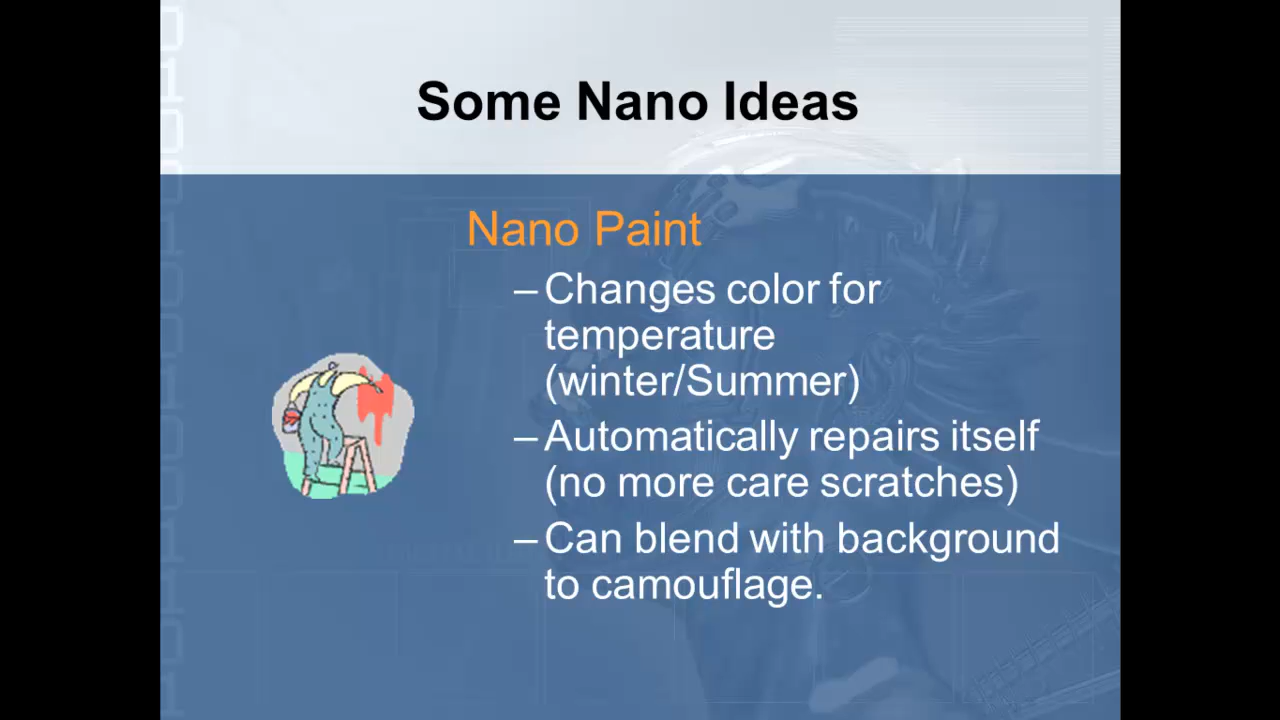 Some Nano Ideas
Nano Paint
–Changes color for
temperature
(winter/Summer)
–Automatically repairs itself
(no more care scratches)
–Can blend with background
to camouflage.